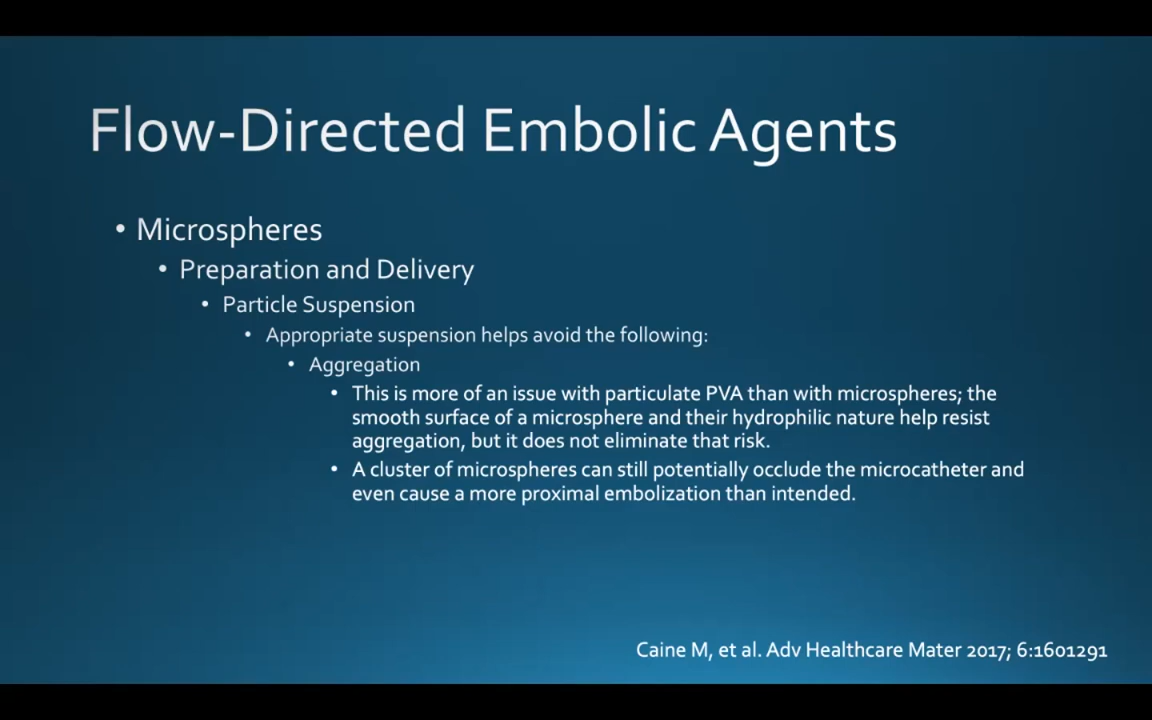 Flow-Directed Embolic Agents
• Microspheres
• Preparation and Delivery
• Particle Suspension
• Appropriate suspension helps avoid the following:
• Aggregation
• This is more of an issue with particulate PVA than with microspheres; the
smooth surface of a microsphere and their hydrophilic nature help resist
aggregation, but it does not eliminate that risk.
• A cluster of microspheres can still potentially occlude the microcatheter and
even cause a more proximal embolization than intended.
Caine M, et al. Adv Healthcare Mater 2017; 6:1601291